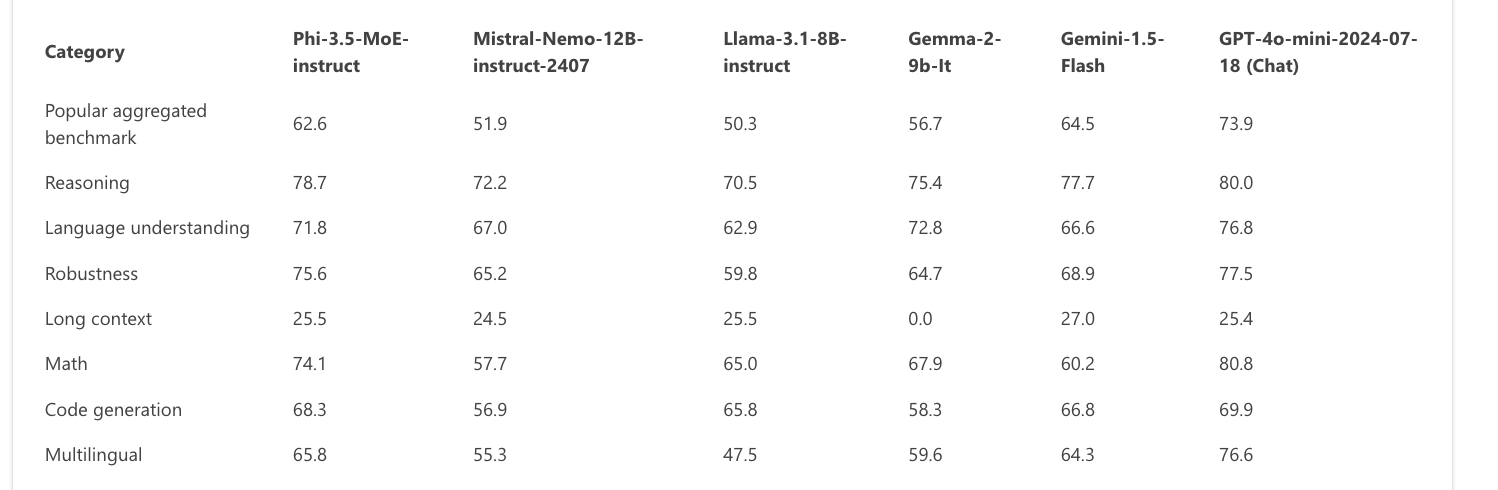 Category Phi-3.5-MoE-instruct Mistral-Nemo-12B-instruct-2407 Llama-3.1-8B-instruct Gemma-2-9b-It Gemini-1.5-Flash GPT-4o-mini-2024-07-18 (Chat)
Popular aggregated benchmark 62.6 51.9 50.3 56.7 64.5 73.9
Reasoning 78.7 72.2 70.5 75.4 77.7 80.0
Language understanding 71.8 67.0 62.9 72.8 66.6 76.8
Robustness 75.6 65.2 59.8 64.7 68.9 77.5
Long context 25.5 24.5 25.5 0.0 27.0 25.4
Math 74.1 57.7 65.0 67.9 60.2 80.8
Code generation 68.3 56.9 65.8 58.3 66.8 69.9
Multilingual 65.8 55.3 47.5 59.6 64.3 76.6